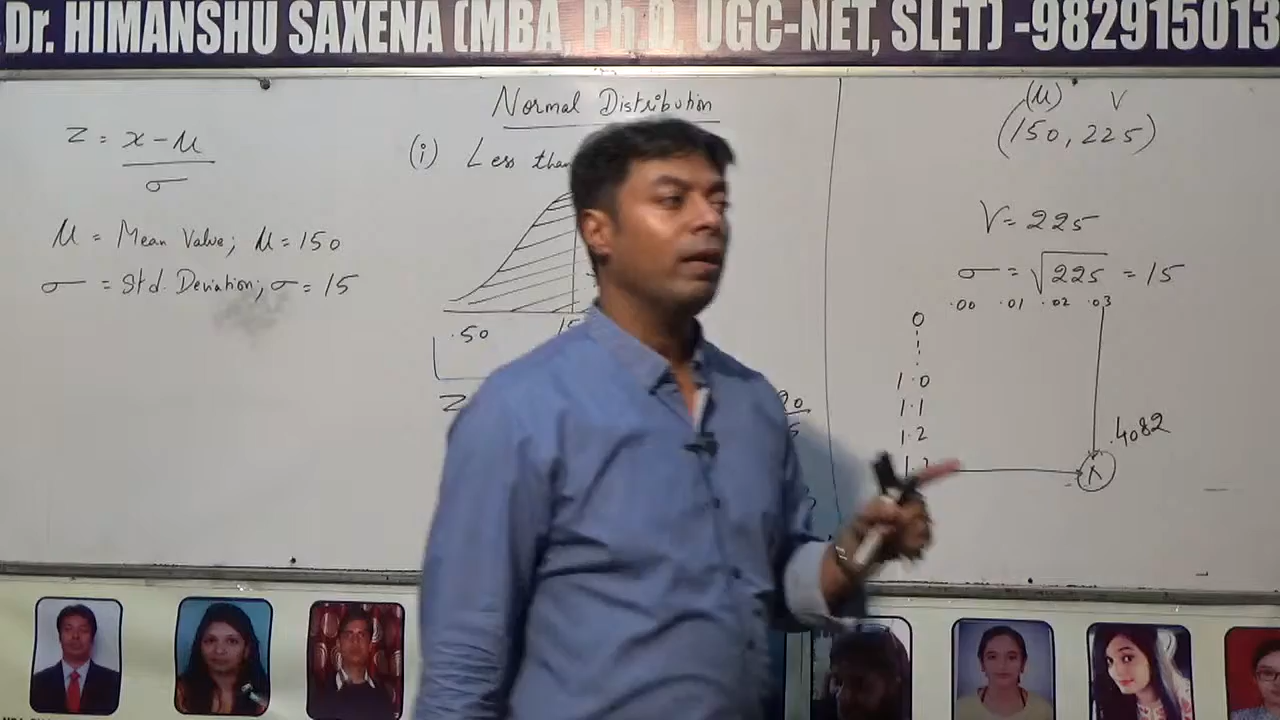 Dr. HIMANSHU SAXENA (MBA, Ph.D, UGC-NET, SLET) -982915013
Normal Distribution
Z = x - μ
σ
μ = Mean Value; μ = 150
σ = Std. Deviation; σ = 15
(i) Less than
.50
Z
20
(μ) V
(150, 225)
V = 225
σ = √225 = 15
.00 .01 .02 .03
0
1.0
1.1
1.2
.4082